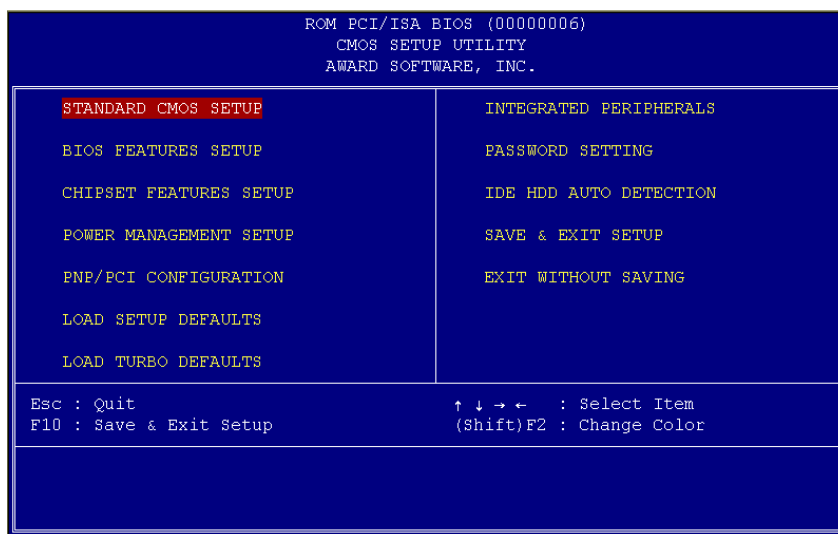 ROM PCI/ISA BIOS (00000006)
CMOS SETUP UTILITY
AWARD SOFTWARE, INC.
STANDARD CMOS SETUP
BIOS FEATURES SETUP
CHIPSET FEATURES SETUP
POWER MANAGEMENT SETUP
PNP/PCI CONFIGURATION
LOAD SETUP DEFAULTS
LOAD TURBO DEFAULTS
INTEGRATED PERIPHERALS
PASSWORD SETTING
IDE HDD AUTO DETECTION
SAVE & EXIT SETUP
EXIT WITHOUT SAVING
Esc : Quit
F10 : Save & Exit Setup
↑ ↓ → ← : Select Item
(Shift)F2 : Change Color